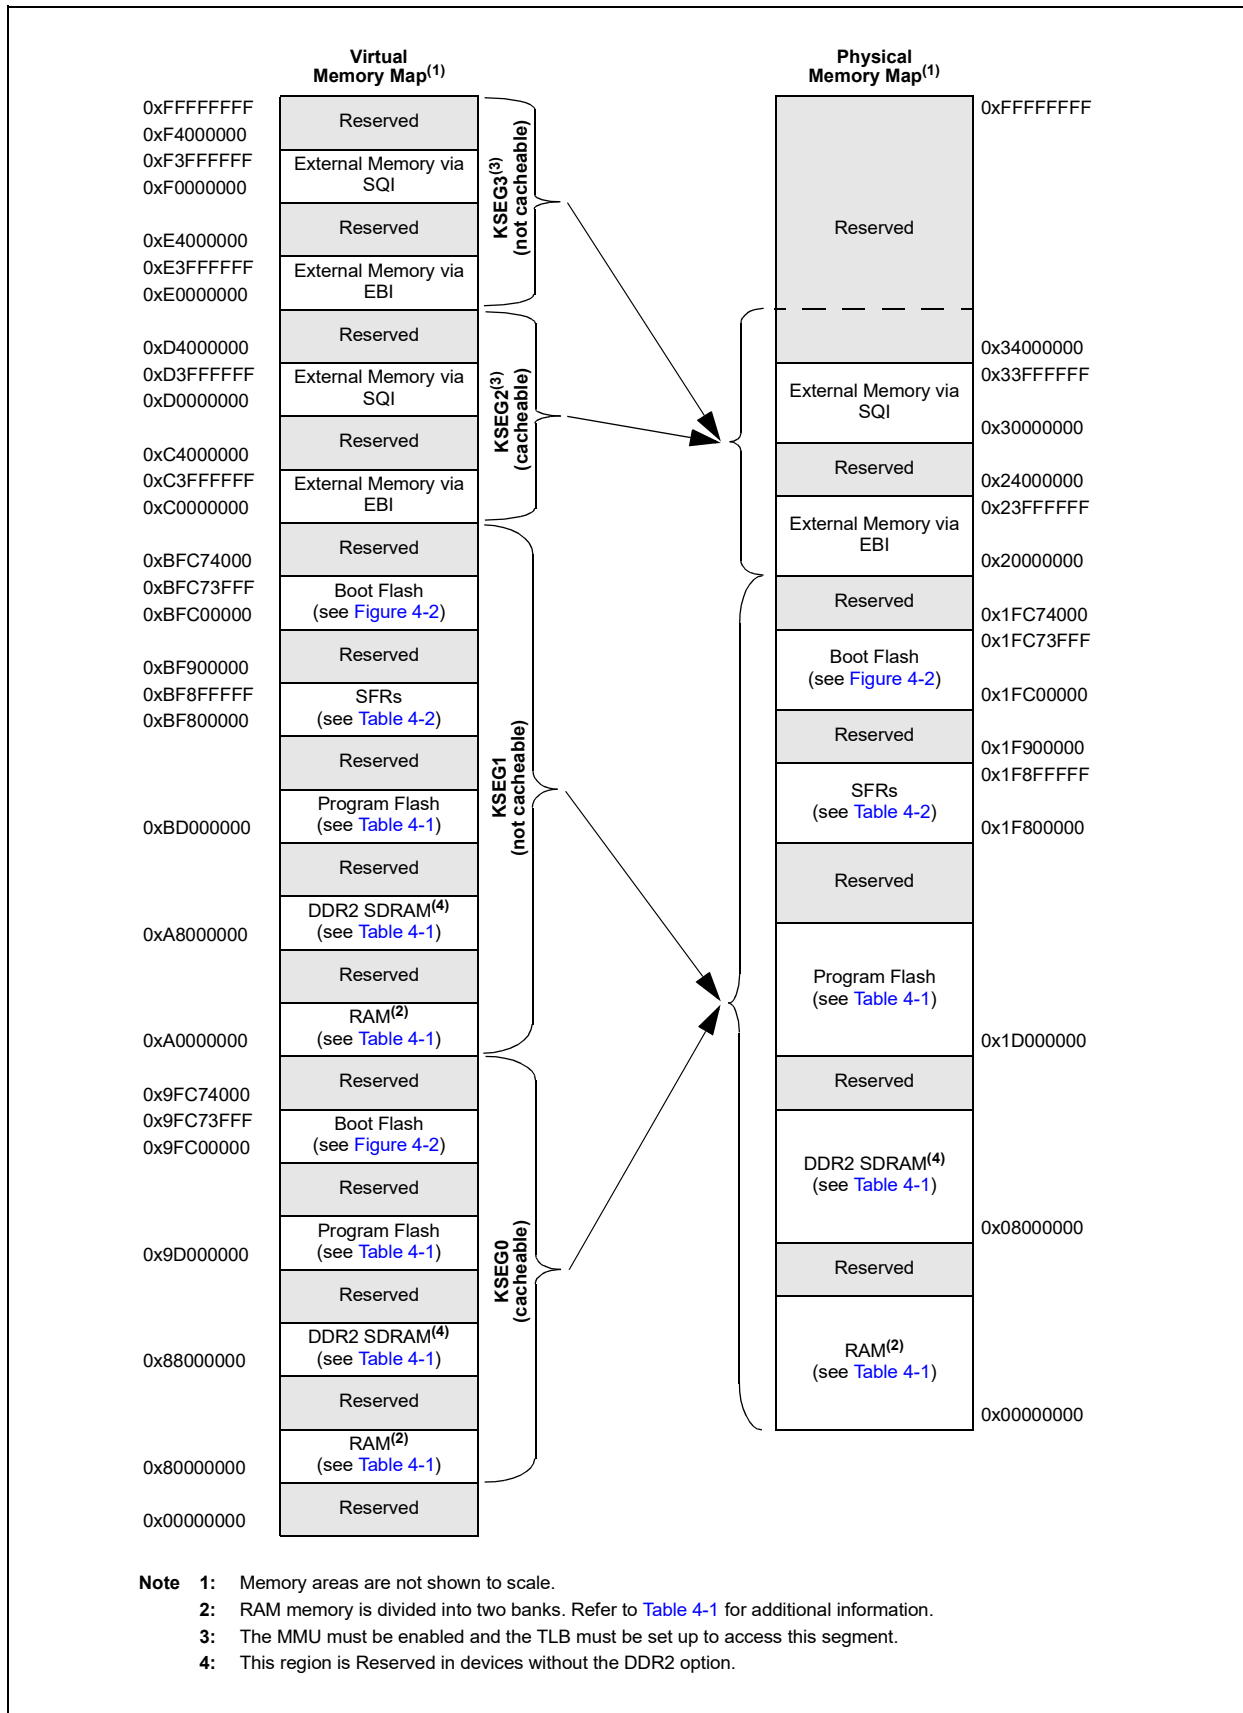 Virtual
Memory Map(1)
0xFFFFFFFF
Reserved
0xF4000000
0xF3FFFFFF
External Memory via
SQI
0xF0000000
Reserved
0xE4000000
0xE3FFFFFF
External Memory via
EBI
0xE0000000
KSEG3(3)
(not cacheable)
Reserved
0xD4000000
0xD3FFFFFF
External Memory via
SQI
0xD0000000
Reserved
0xC4000000
0xC3FFFFFF
External Memory via
EBI
0xC0000000
KSEG2(3)
(cacheable)
Reserved
0xBFC74000
0xBFC73FFF
Boot Flash
(see Figure 4-2)
0xBFC00000
Reserved
0xBF900000
0xBF8FFFFF
SFRs
(see Table 4-2)
0xBF800000
Reserved
Program Flash
(see Table 4-1)
0xBD000000
Reserved
DDR2 SDRAM(4)
(see Table 4-1)
0xA8000000
Reserved
RAM(2)
(see Table 4-1)
0xA0000000
KSEG1
(not cacheable)
Reserved
0x9FC74000
0x9FC73FFF
Boot Flash
(see Figure 4-2)
0x9FC00000
Reserved
Program Flash
(see Table 4-1)
0x9D000000
Reserved
DDR2 SDRAM(4)
(see Table 4-1)
0x88000000
Reserved
RAM(2)
(see Table 4-1)
0x80000000
KSEG0
(cacheable)
Reserved
0x00000000
Physical
Memory Map(1)
0xFFFFFFFF
Reserved
0x34000000
0x33FFFFFF
External Memory via
SQI
0x30000000
Reserved
0x24000000
0x23FFFFFF
External Memory via
EBI
0x20000000
Reserved
0x1FC74000
0x1FC73FFF
Boot Flash
(see Figure 4-2)
0x1FC00000
Reserved
0x1F900000
0x1F8FFFFF
SFRs
(see Table 4-2)
0x1F800000
Reserved
Program Flash
(see Table 4-1)
0x1D000000
Reserved
DDR2 SDRAM(4)
(see Table 4-1)
0x08000000
Reserved
RAM(2)
(see Table 4-1)
0x00000000
Note 1: Memory areas are not shown to scale.
2: RAM memory is divided into two banks. Refer to Table 4-1 for additional information.
3: The MMU must be enabled and the TLB must be set up to access this segment.
4: This region is Reserved in devices without the DDR2 option.